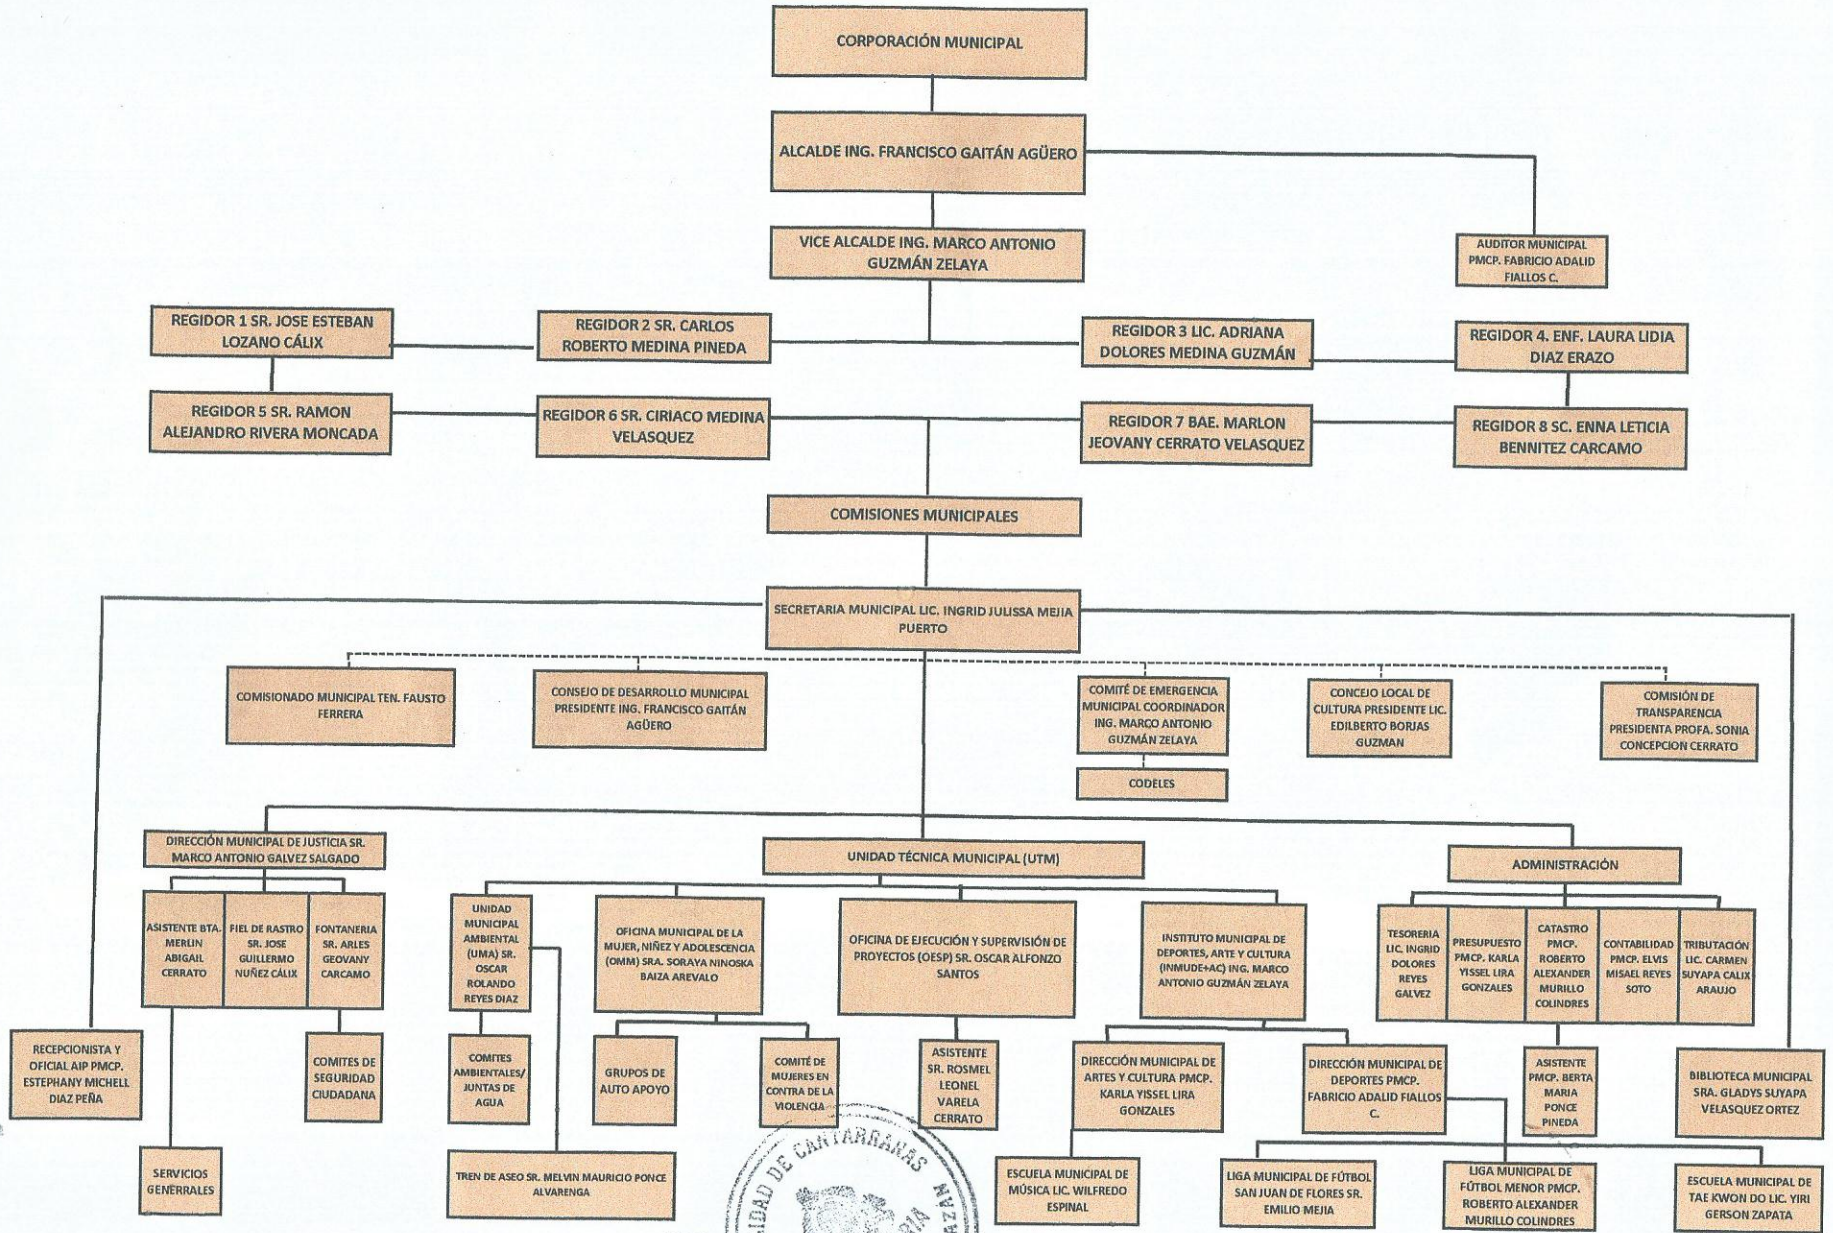 CORPORACIÓN MUNICIPAL
ALCALDE ING. FRANCISCO GAITÁN AGÜERO
VICE ALCALDE ING. MARCO ANTONIO
GUZMÁN ZELAYA
AUDITOR MUNICIPAL
PMCP. FABRICIO ADALID
FIALLOS C.
REGIDOR 1 SR. JOSE ESTEBAN
LOZANO CÁLIX
REGIDOR 2 SR. CARLOS
ROBERTO MEDINA PINEDA
REGIDOR 3 LIC. ADRIANA
DOLORES MEDINA GUZMÁN
REGIDOR 4. ENF. LAURA LIDIA
DIAZ ERAZO
REGIDOR 5 SR. RAMON
ALEJANDRO RIVERA MONCADA
REGIDOR 6 SR. CIRIACO MEDINA
VELASQUEZ
REGIDOR 7 BAE. MARLON
JEOVANY CERRATO VELASQUEZ
REGIDOR 8 SC. ENNA LETICIA
BENNITEZ CARCAMO
COMISIONES MUNICIPALES
SECRETARIA MUNICIPAL LIC. INGRID JULISSA MEJIA
PUERTO
COMISIONADO MUNICIPAL TEN. FAUSTO
FERRERA
CONSEJO DE DESARROLLO MUNICIPAL
PRESIDENTE ING. FRANCISCO GAITÁN
AGÜERO
COMITÉ DE EMERGENCIA
MUNICIPAL COORDINADOR
ING. MARCO ANTONIO
GUZMÁN ZELAYA
CONCEJO LOCAL DE
CULTURA PRESIDENTE LIC.
EDILBERTO BORJAS
GUZMAN
COMISIÓN DE
TRANSPARENCIA
PRESIDENTA PROFA. SONIA
CONCEPCION CERRATO
CODELES
DIRECCIÓN MUNICIPAL DE JUSTICIA SR.
MARCO ANTONIO GALVEZ SALGADO
UNIDAD TÉCNICA MUNICIPAL (UTM)
ADMINISTRACIÓN
ASISTENTE BTA.
MERLIN
ABIGAIL
CERRATO
FIEL DE RASTRO
SR. JOSE
GUILLERMO
NUÑEZ CÁLIX
FONTANERIA
SR. ARLES
GEOVANY
CARCAMO
UNIDAD
MUNICIPAL
AMBIENTAL
(UMA) SR.
OSCAR
ROLANDO
REYES DIAZ
OFICINA MUNICIPAL DE LA
MUJER, NIÑEZ Y ADOLESCENCIA
(OMM) SRA. SORAYA NINOSKA
BAIZA AREVALO
OFICINA DE EJECUCIÓN Y SUPERVISIÓN DE
PROYECTOS (OESP) SR. OSCAR ALFONZO
SANTOS
INSTITUTO MUNICIPAL DE
DEPORTES, ARTE Y CULTURA
(INMUDE+AC) ING. MARCO
ANTONIO GUZMÁN ZELAYA
TESORERIA
LIC. INGRID
DOLORES
REYES
GALVEZ
PRESUPUESTO
PMCP. KARLA
YISSEL LIRA
GONZALES
CATASTRO
PMCP.
ROBERTO
ALEXANDER
MURILLO
COLINDRES
CONTABILIDAD
PMCP. ELVIS
MISAEL REYES
SOTO
TRIBUTACIÓN
LIC. CARMEN
SUYAPA CALIX
ARAUJO
RECEPCIONISTA Y
OFICIAL AIP PMCP.
ESTEPHANY MICHELL
DIAZ PEÑA
COMITES DE
SEGURIDAD
CIUDADANA
COMITES
AMBIENTALES/
JUNTAS DE
AGUA
GRUPOS DE
AUTO APOYO
COMITÉ DE
MUJERES EN
CONTRA DE LA
VIOLENCIA
ASISTENTE
SR. ROSMEL
LEONEL
VARELA
CERRATO
DIRECCIÓN MUNICIPAL DE
ARTES Y CULTURA PMCP.
KARLA YISSEL LIRA
GONZALES
DIRECCIÓN MUNICIPAL DE
DEPORTES PMCP.
FABRICIO ADALID FIALLOS
C.
ASISTENTE
PMCP. BERTA
MARIA
PONCE
PINEDA
BIBLIOTECA MUNICIPAL
SRA. GLADYS SUYAPA
VELASQUEZ ORTEZ
SERVICIOS
GENERRALES
TREN DE ASEO SR. MELVIN MAURICIO PONCE
ALVARENGA
ESCUELA MUNICIPAL DE
MÚSICA LIC. WILFREDO
ESPINAL
LIGA MUNICIPAL DE FÚTBOL
SAN JUAN DE FLORES SR.
EMILIO MEJIA
LIGA MUNICIPAL DE
FÚTBOL MENOR PMCP.
ROBERTO ALEXANDER
MURILLO COLINDRES
ESCUELA MUNICIPAL DE
TAE KWON DO LIC. YIRI
GERSON ZAPATA
DE CANTARRANAS